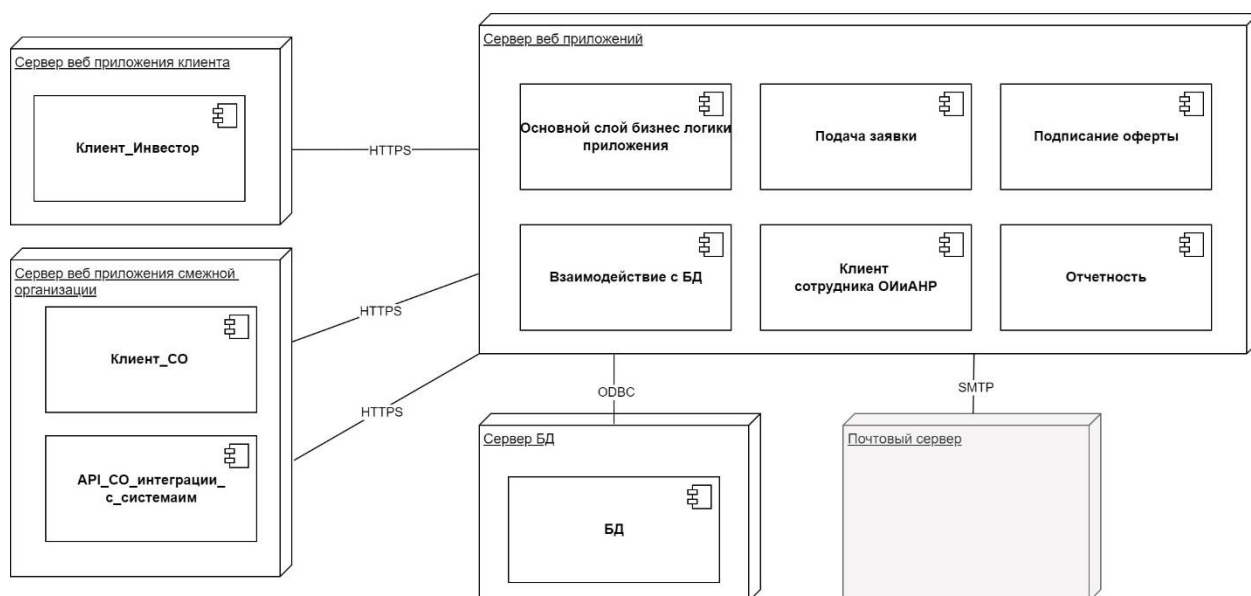 Сервер веб приложения клиента
Клиент_Инвестор
HTTPS
Сервер веб приложения смежной
организации
Клиент_СО
HTTPS
API_СО_интеграции_
с_системаим
HTTPS
Сервер веб приложений
Основной слой бизнес логики
приложения
Подача заявки
Подписание оферты
Взаимодействие с БД
Клиент
сотрудника ОИиАНР
Отчетность
ODBC
SMTP
Сервер БД
БД
Почтовый сервер